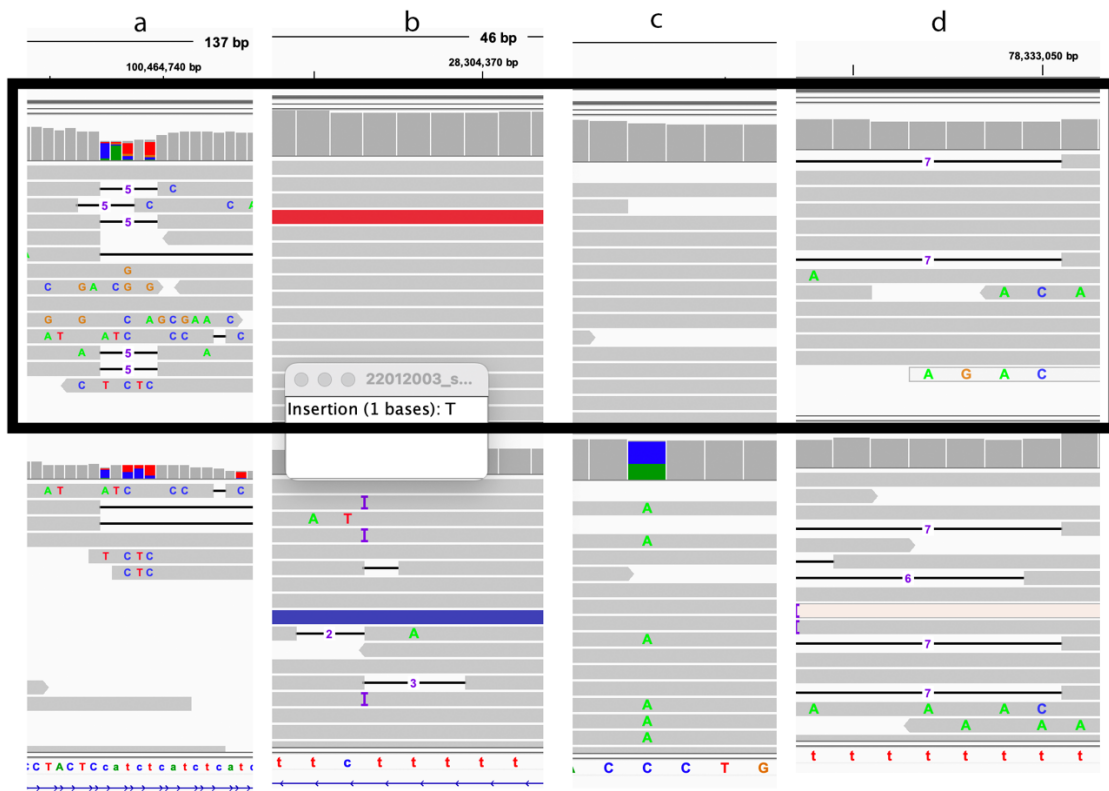 a
137 bp
100,464,740 bp
5 C
5 C C A
5
A
G
C G A C G G
G G C A G C G A A C
A T A T C C C C
A 5 A
5
C T C T C
A T A T C C C C
T C T C
C T C
C C T A C T C c a t c t c a t c t c a t c
b
46 bp
28,304,370 bp
22012003_s...
Insertion (1 bases): T
I
A T
I
2 A
3
I
t t c t t t t t
c
A
A
A
A
A
A
C C C T G
d
78,333,050 bp
7
7
A
A C A
A G A C
7
6
7
7
A A A C
A A A
t t t t t t t t